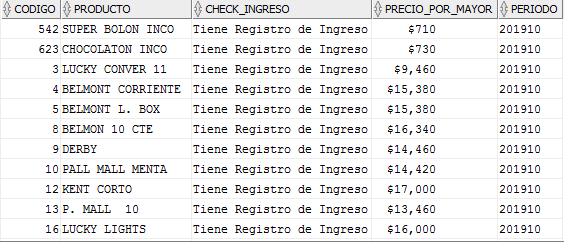 CODIGO PRODUCTO CHECK_INGRESO PRECIO_POR_MAYOR PERIODO
542 SUPER BOLON INCO Tiene Registro de Ingreso $710 201910
623 CHOCOLATON INCO Tiene Registro de Ingreso $730 201910
3 LUCKY CONVER 11 Tiene Registro de Ingreso $9,460 201910
4 BELMONT CORRIENTE Tiene Registro de Ingreso $15,380 201910
5 BELMONT L. BOX Tiene Registro de Ingreso $15,380 201910
8 BELMON 10 CTE Tiene Registro de Ingreso $16,340 201910
9 DERBY Tiene Registro de Ingreso $14,460 201910
10 PALL MALL MENTA Tiene Registro de Ingreso $14,420 201910
12 KENT CORTO Tiene Registro de Ingreso $17,000 201910
13 P. MALL  10 Tiene Registro de Ingreso $13,460 201910
16 LUCKY LIGHTS Tiene Registro de Ingreso $16,000 201910